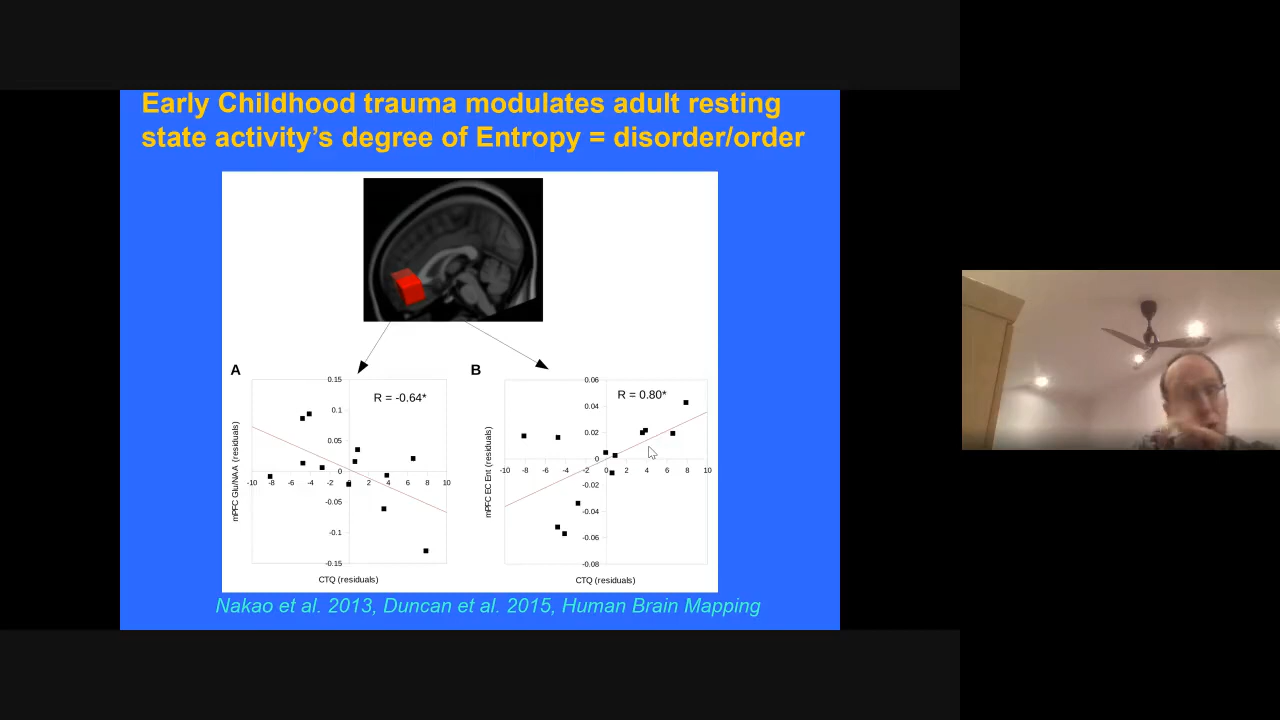 Early Childhood trauma modulates adult resting
state activity's degree of Entropy = disorder/order
A
R = -0.64*
0.15
0.1
0.05
0
-0.05
-0.1
-0.15
-10 -8 -6 -4 -2 0 2 4 6 8 10
mPFC Glu/NAA (residuals)
CTQ (residuals)
B
R = 0.80*
0.06
0.04
0.02
0
-0.02
-0.04
-0.06
-0.08
-10 -8 -6 -4 -2 0 2 4 6 8 10
mPFC EC Ent (residuals)
CTQ (residuals)
Nakao et al. 2013, Duncan et al. 2015, Human Brain Mapping